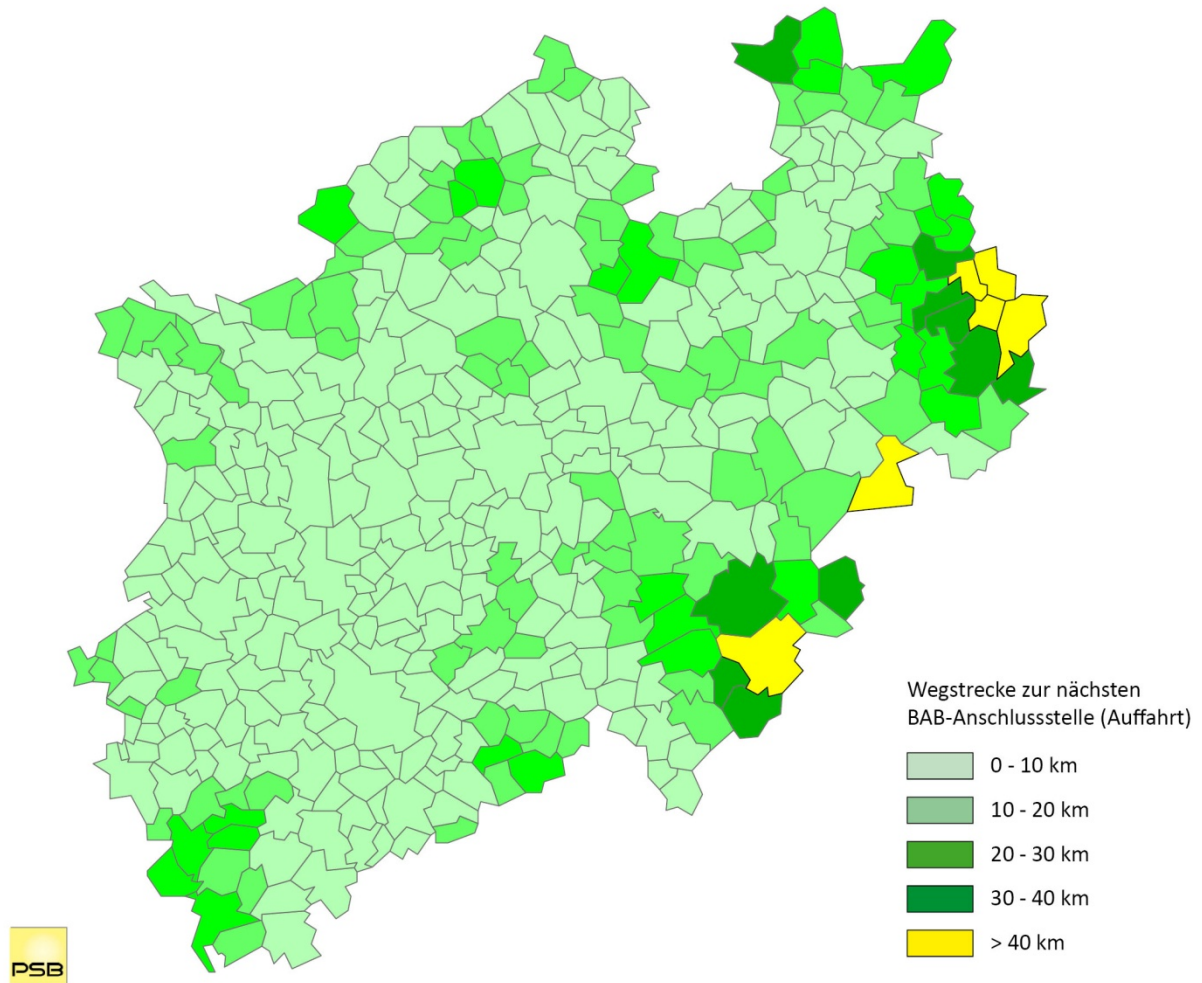 Wegstrecke zur nächsten
BAB-Anschlussstelle (Auffahrt)
0 - 10 km
10 - 20 km
20 - 30 km
30 - 40 km
> 40 km
PSB